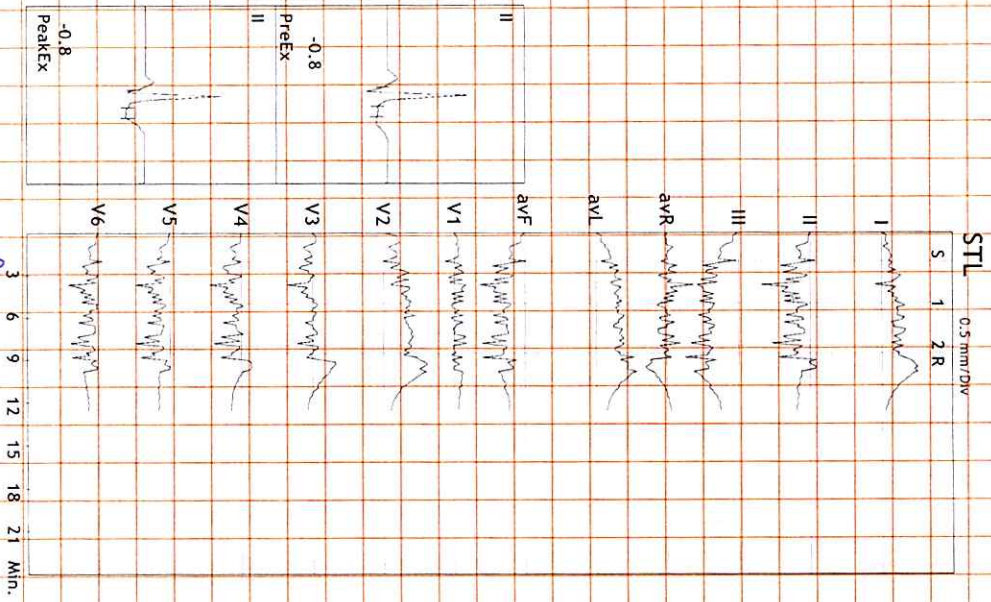 STL 0.5 mm/Div
S 1 2 R
I
II
III
avR
avL
avF
V1
V2
V3
V4
V5
V6
3 6 9 12 15 18 21 Min.
II
-0.8
PreEx
II
-0.8
PeakEx